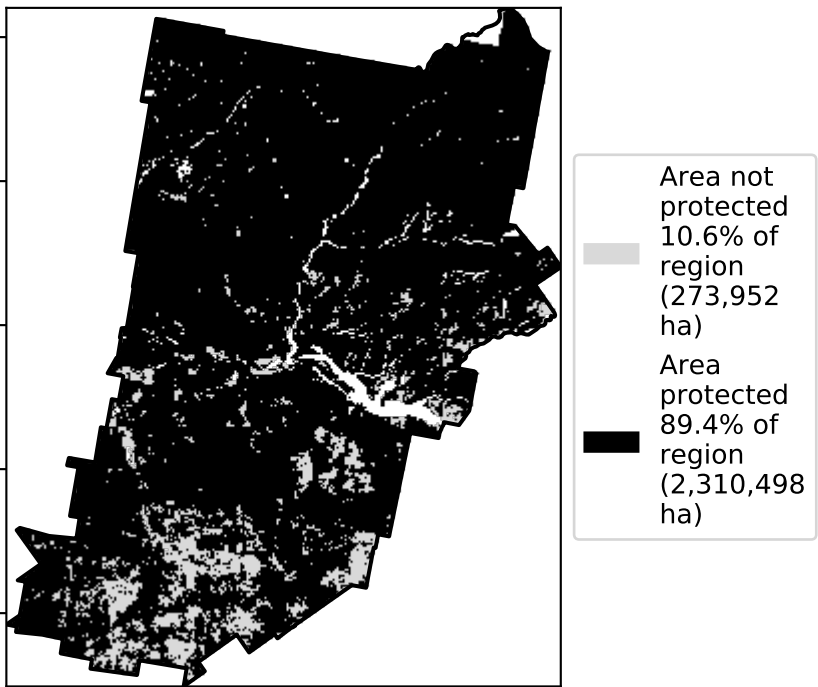 Area not
protected
10.6% of
region
(273,952
ha)
Area
protected
89.4% of
region
(2,310,498
ha)